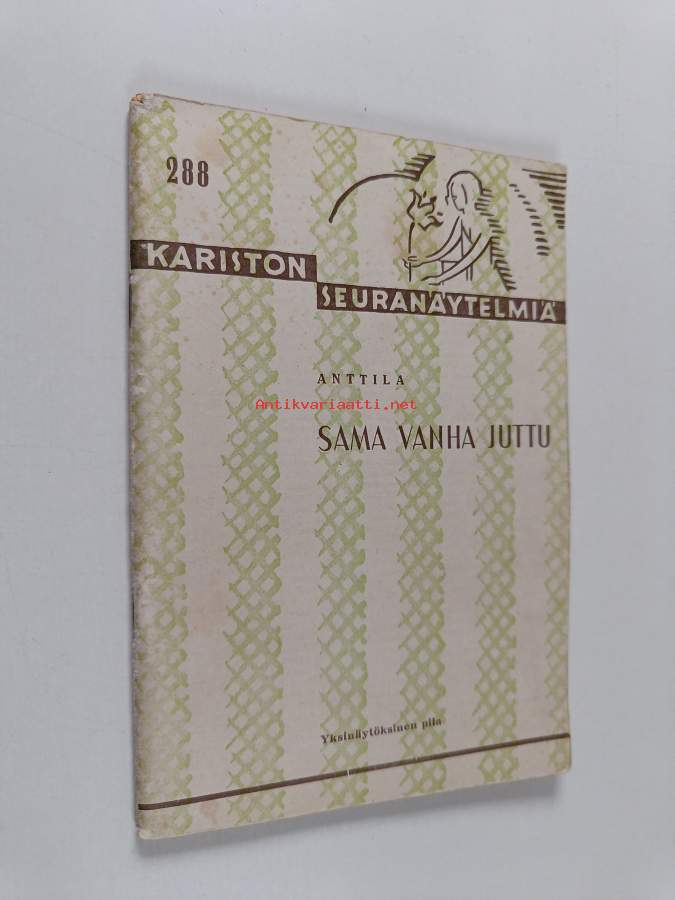 288
KARISTON
SEURANÄYTELMIÄ
ANTTILA
Antikvariaatti.net
SAMA VANHA JUTTU
Yksinäytöksinen pila